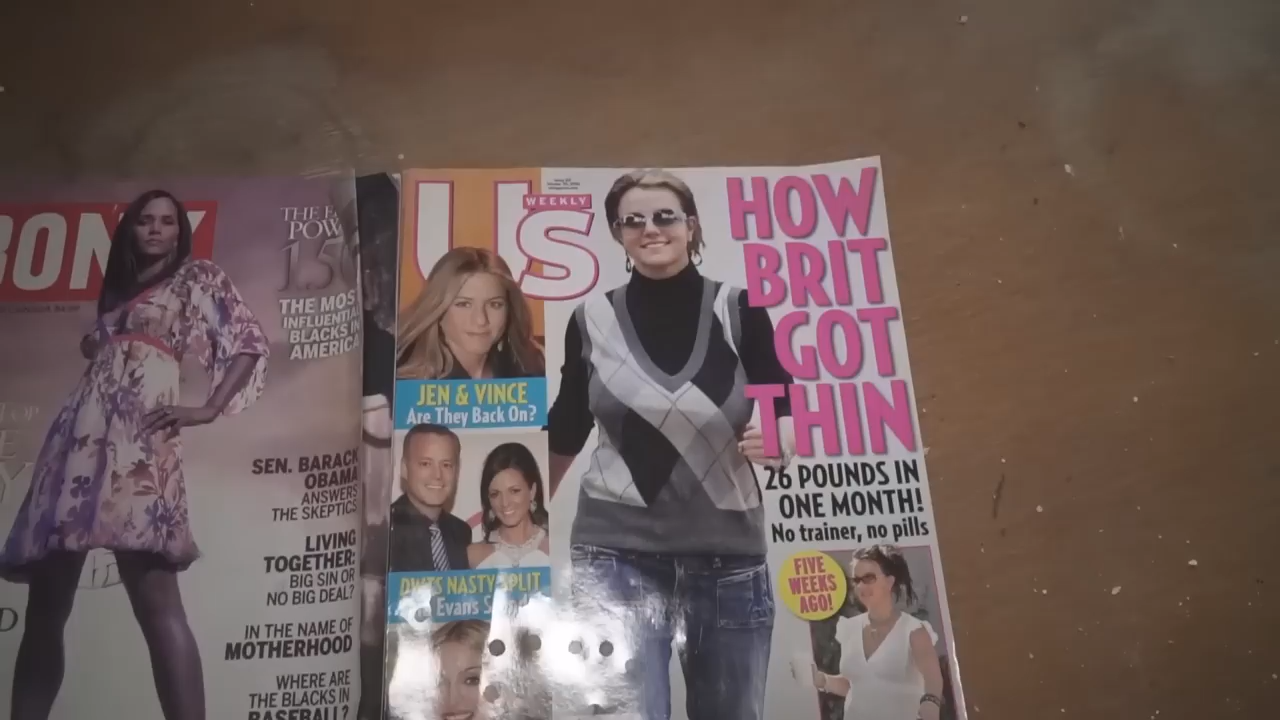 RONY
THE MOST
INFLUENTIAL
BLACKS IN
AMERICA
SEN. BARACK
OBAMA
ANSWERS
THE SKEPTICS
LIVING
TOGETHER:
BIG SIN OR
NO BIG DEAL?
IN THE NAME OF
MOTHERHOOD
WHERE ARE
THE BLACKS IN
BASEBALL?
Us
WEEKLY
JEN & VINCE
Are They Back On?
DWTS NASTY SPLIT
Evans
HOW
BRIT
GOT
THIN
26 POUNDS IN
ONE MONTH!
No trainer, no pills
FIVE
WEEKS
AGO!